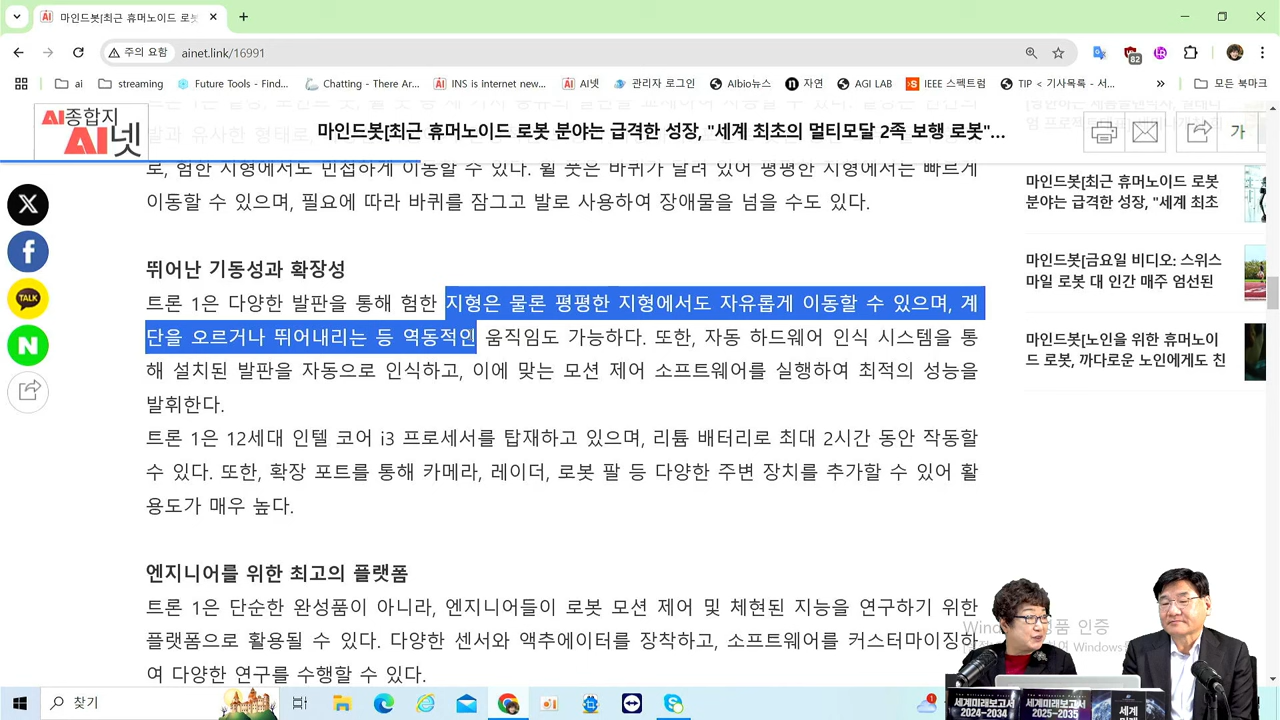 마인드봇[최근 휴머노이드 로봇
주의 요함
ainet.link/16991
82
ai
streaming
Future Tools - Find...
Chatting - There Ar...
INS is internet new...
AI넷
관리자 로그인
AIbio뉴스
자연
AGI LAB
IEEE 스펙트럼
TIP < 기사목록 - 서...
»
모든 북마크
AI종합지
AI넷
마인드봇[최근 휴머노이드 로봇 분야는 급격한 성장, "세계 최초의 멀티모달 2족 보행 로봇"...
가
로, 험한 지형에서도 민첩하게 이동할 수 있다. 휠 풋은 바퀴가 달려 있어 평평한 지형에서는 빠르게
이동할 수 있으며, 필요에 따라 바퀴를 잠그고 발로 사용하여 장애물을 넘을 수도 있다.
뛰어난 기동성과 확장성
트론 1은 다양한 발판을 통해 험한 지형은 물론 평평한 지형에서도 자유롭게 이동할 수 있으며, 계
단을 오르거나 뛰어내리는 등 역동적인 움직임도 가능하다. 또한, 자동 하드웨어 인식 시스템을 통
해 설치된 발판을 자동으로 인식하고, 이에 맞는 모션 제어 소프트웨어를 실행하여 최적의 성능을
발휘한다.
트론 1은 12세대 인텔 코어 i3 프로세서를 탑재하고 있으며, 리튬 배터리로 최대 2시간 동안 작동할
수 있다. 또한, 확장 포트를 통해 카메라, 레이더, 로봇 팔 등 다양한 주변 장치를 추가할 수 있어 활
용도가 매우 높다.
엔지니어를 위한 최고의 플랫폼
트론 1은 단순한 완성품이 아니라, 엔지니어들이 로봇 모션 제어 및 체현된 지능을 연구하기 위한
플랫폼으로 활용될 수 있다. 다양한 센서와 액추에이터를 장착하고, 소프트웨어를 커스터마이징하
여 다양한 연구를 수행할 수 있다.
TALK
N
마인드봇[최근 휴머노이드 로봇
분야는 급격한 성장, "세계 최초
마인드봇[금요일 비디오: 스위스
마일 로봇 대 인간 매주 엄선된
마인드봇[노인을 위한 휴머노이
드 로봇, 까다로운 노인에게도 친
품 인증
Windows
세계미래보고서
2024-2034
세계미래보고서
2025-2035
세계
찾기
1